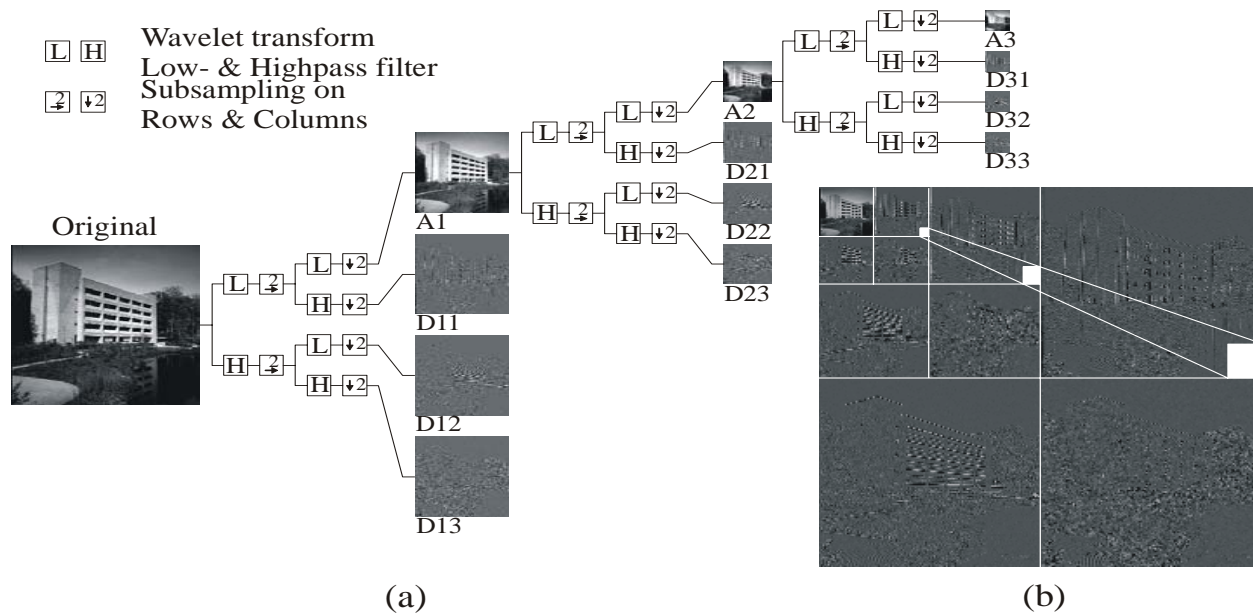 L H Wavelet transform
Low- & Highpass filter
2 2 Subsampling on
Rows & Columns
Original
L 2 L 2
H 2
H 2 L 2
H 2
A1
D11
D12
D13
L 2 L 2
H 2
H 2 L 2
H 2
A2
D21
D22
D23
L 2 L 2
H 2
H 2 L 2
H 2
A3
D31
D32
D33
(a)
(b)